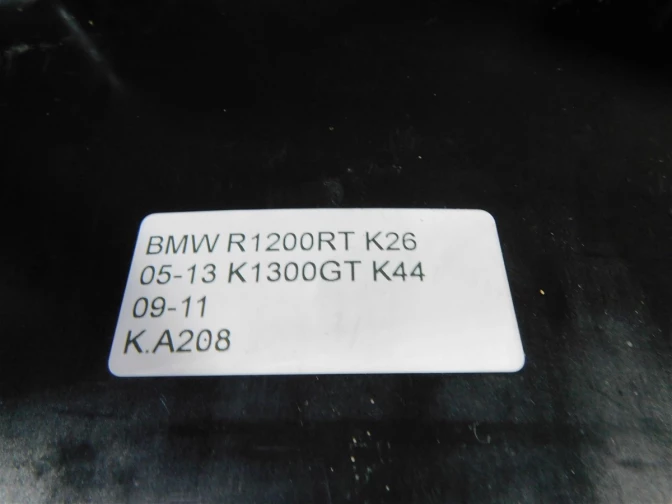 BMW R1200RT K26
05-13 K1300GT K44
09-11
K.A208